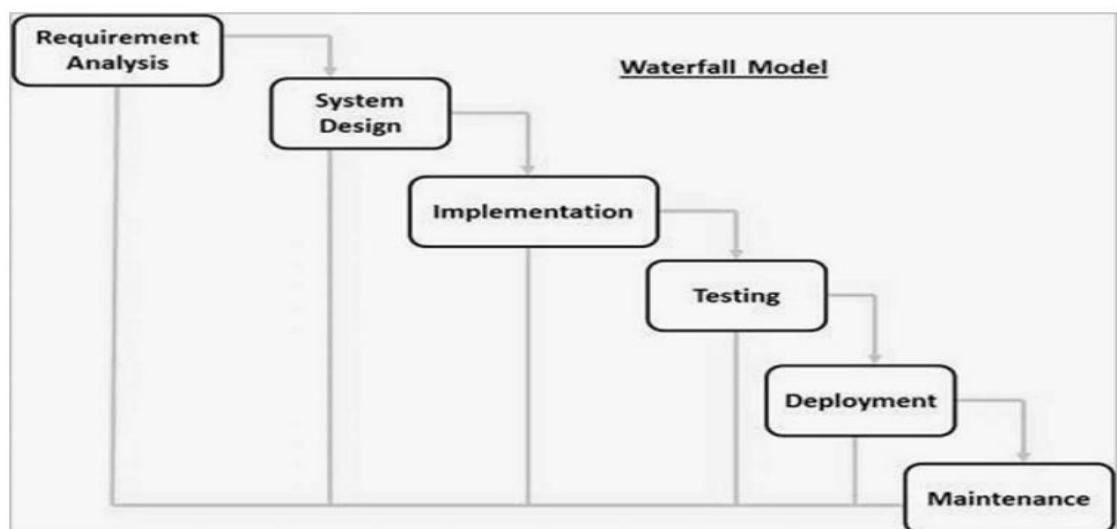 Requirement
Analysis
Waterfall Model
System
Design
Implementation
Testing
Deployment
Maintenance